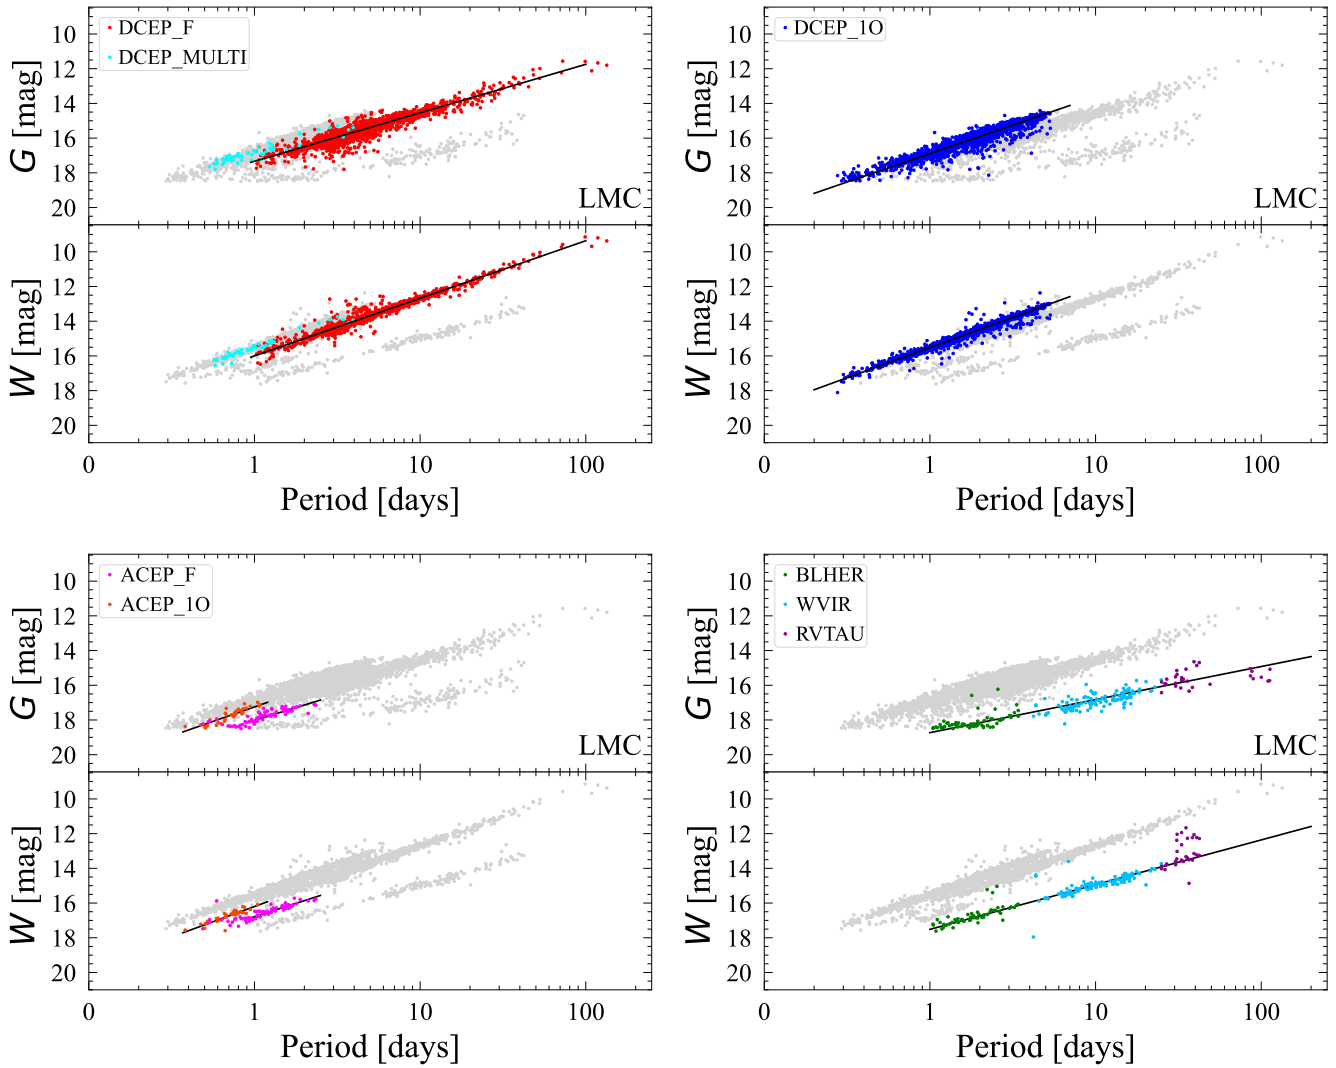 DCEP_F
DCEP_MULTI
10
12
14
16
18
20
G [mag]
LMC
10
12
14
16
18
20
W [mag]
0 1 10 100
Period [days]
DCEP_1O
10
12
14
16
18
20
G [mag]
LMC
10
12
14
16
18
20
W [mag]
0 1 10 100
Period [days]
ACEP_F
ACEP_1O
10
12
14
16
18
20
G [mag]
LMC
10
12
14
16
18
20
W [mag]
0 1 10 100
Period [days]
BLHER
WVIR
RVTAU
10
12
14
16
18
20
G [mag]
LMC
10
12
14
16
18
20
W [mag]
0 1 10 100
Period [days]